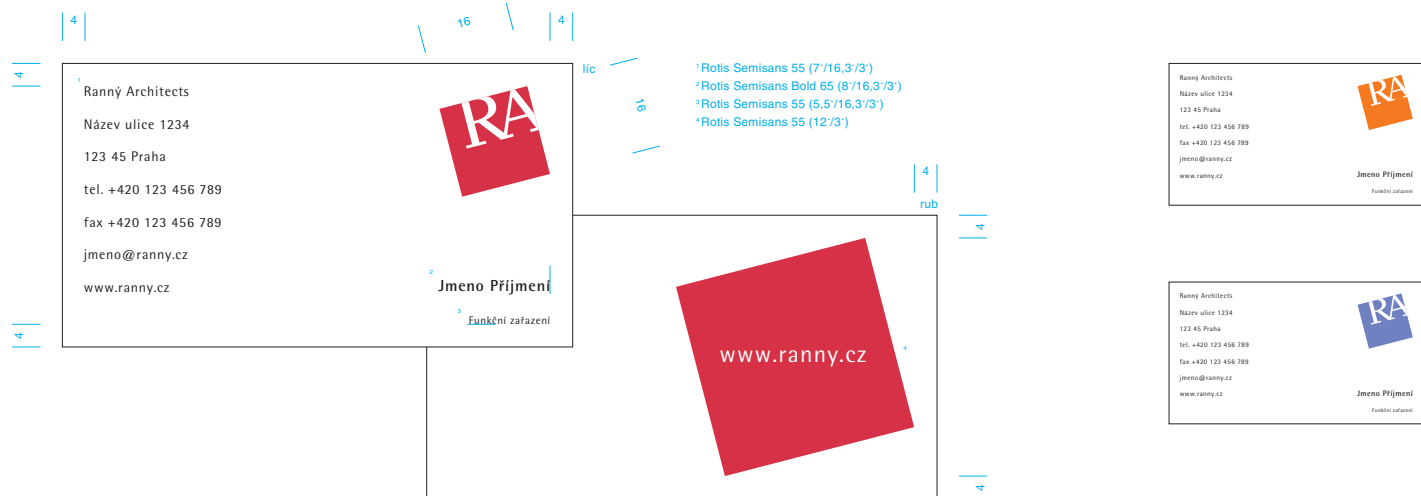 4
16
4
4
líc
16
1 Rotis Semisans 55 (7´/16,3´/3´)
2 Rotis Semisans Bold 65 (8´/16,3´/3´)
3 Rotis Semisans 55 (5,5´/16,3´/3´)
4 Rotis Semisans 55 (12´/3´)
1
Ranný Architects
Název ulice 1234
123 45 Praha
tel. +420 123 456 789
fax +420 123 456 789
jmeno@ranny.cz
www.ranny.cz
RA
2
Jmeno Příjmení
3
Funkční zařazení
4
4
rub
4
www.ranny.cz
4
4
Ranný Architects
Název ulice 1234
123 45 Praha
tel. +420 123 456 789
fax +420 123 456 789
jmeno@ranny.cz
www.ranny.cz
RA
Jmeno Příjmení
Funkční zařazení
Ranný Architects
Název ulice 1234
123 45 Praha
tel. +420 123 456 789
fax +420 123 456 789
jmeno@ranny.cz
www.ranny.cz
RA
Jmeno Příjmení
Funkční zařazení